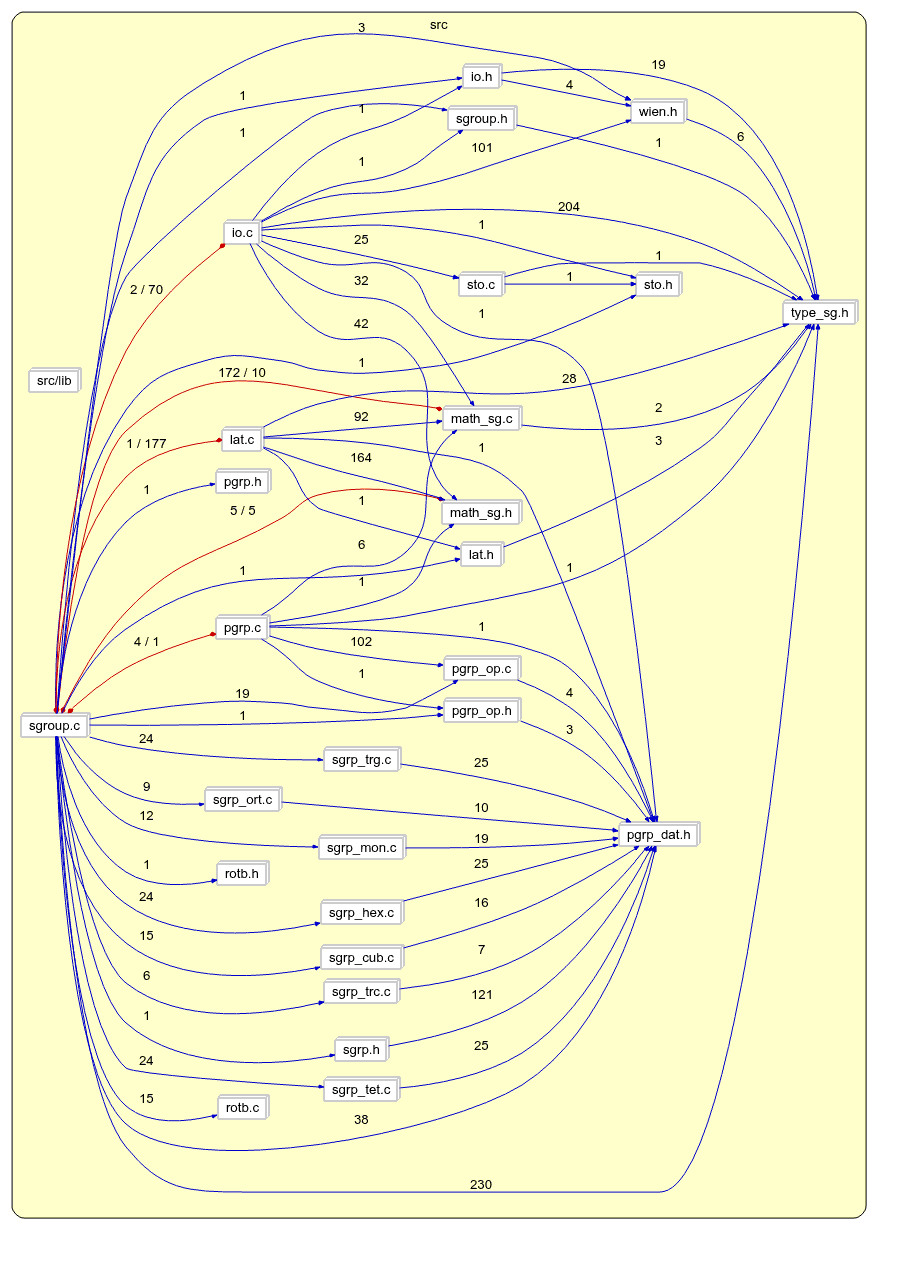 src
3
io.h
19
4
1
1
wien.h
sgroup.h
1
6
101
1
1
204
1
io.c
25
1
1
2 / 70
32
sto.c
sto.h
type_sg.h
42
1
1
172 / 10
28
src/lib
2
92
math_sg.c
lat.c
1 / 177
164
1
3
pgrp.h
1
1
5 / 5
math_sg.h
6
lat.h
1
1
1
pgrp.c
4 / 1
102
1
pgrp_op.c
1
19
4
1
pgrp_op.h
sgroup.c
3
24
sgrp_trg.c
25
9
sgrp_ort.c
10
12
sgrp_mon.c
19
pgrp_dat.h
1
rotb.h
25
24
sgrp_hex.c
16
15
sgrp_cub.c
7
6
sgrp_trc.c
121
1
sgrp.h
25
24
sgrp_tet.c
15
rotb.c
38
230